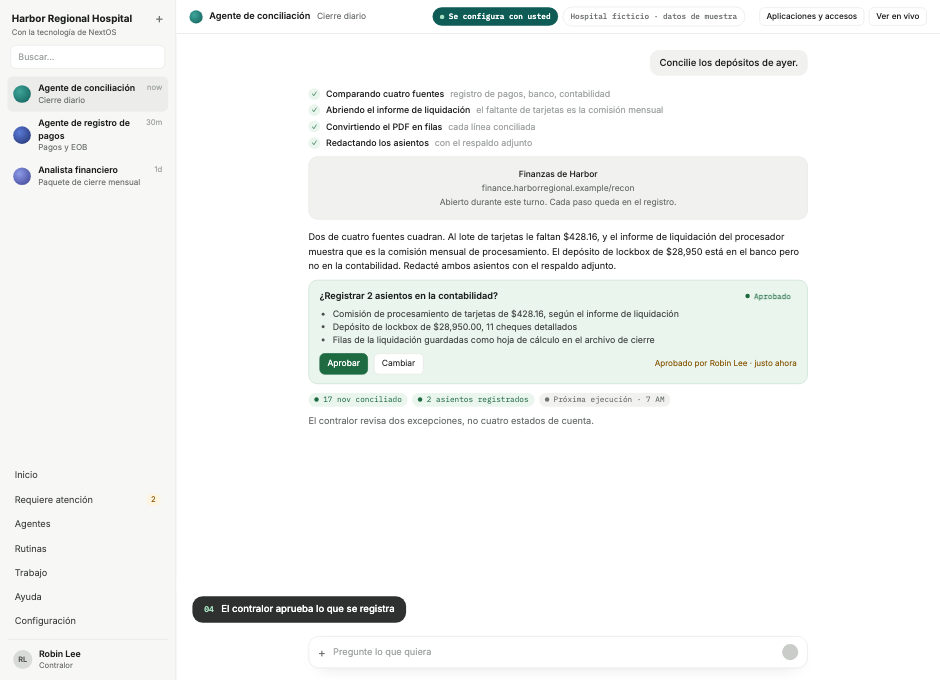 Harbor Regional Hospital +
Con la tecnología de NextOS
Buscar...
Agente de conciliación now
Cierre diario
Agente de registro de pagos 30m
Pagos y EOB
Analista financiero 1d
Paquete de cierre mensual
Inicio
Requiere atención 2
Agentes
Rutinas
Trabajo
Ayuda
Configuración
RL Robin Lee
Contralor
Agente de conciliación Cierre diario
Se configura con usted
Hospital ficticio · datos de muestra
Aplicaciones y accesos
Ver en vivo
Concilie los depósitos de ayer.
Comparando cuatro fuentes registro de pagos, banco, contabilidad
Abriendo el informe de liquidación el faltante de tarjetas es la comisión mensual
Convirtiendo el PDF en filas cada línea conciliada
Redactando los asientos con el respaldo adjunto
Finanzas de Harbor
finance.harborregional.example/recon
Abierto durante este turno. Cada paso queda en el registro.
Dos de cuatro fuentes cuadran. Al lote de tarjetas le faltan $428.16, y el informe de liquidación del procesador
muestra que es la comisión mensual de procesamiento. El depósito de lockbox de $28,950 está en el banco pero
no en la contabilidad. Redacté ambos asientos con el respaldo adjunto.
¿Registrar 2 asientos en la contabilidad? Aprobado
• Comisión de procesamiento de tarjetas de $428.16, según el informe de liquidación
• Depósito de lockbox de $28,950.00, 11 cheques detallados
• Filas de la liquidación guardadas como hoja de cálculo en el archivo de cierre
Aprobar Cambiar Aprobado por Robin Lee · justo ahora
17 nov conciliado 2 asientos registrados Próxima ejecución · 7 AM
El contralor revisa dos excepciones, no cuatro estados de cuenta.
04 El contralor aprueba lo que se registra
+ Pregunte lo que quiera